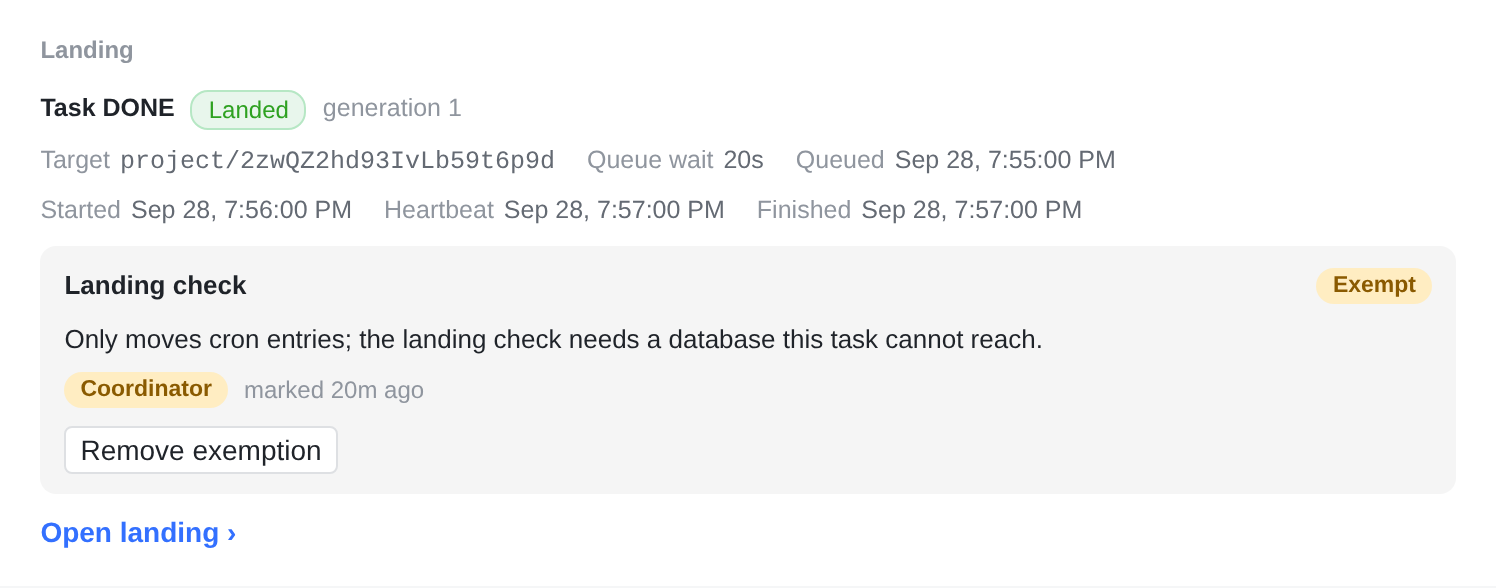 Landing
Task DONE Landed generation 1
Target project/2zwQZ2hd93IvLb59t6p9d Queue wait 20s Queued Sep 28, 7:55:00 PM
Started Sep 28, 7:56:00 PM Heartbeat Sep 28, 7:57:00 PM Finished Sep 28, 7:57:00 PM
Landing check Exempt
Only moves cron entries; the landing check needs a database this task cannot reach.
Coordinator marked 20m ago
Remove exemption
Open landing ›